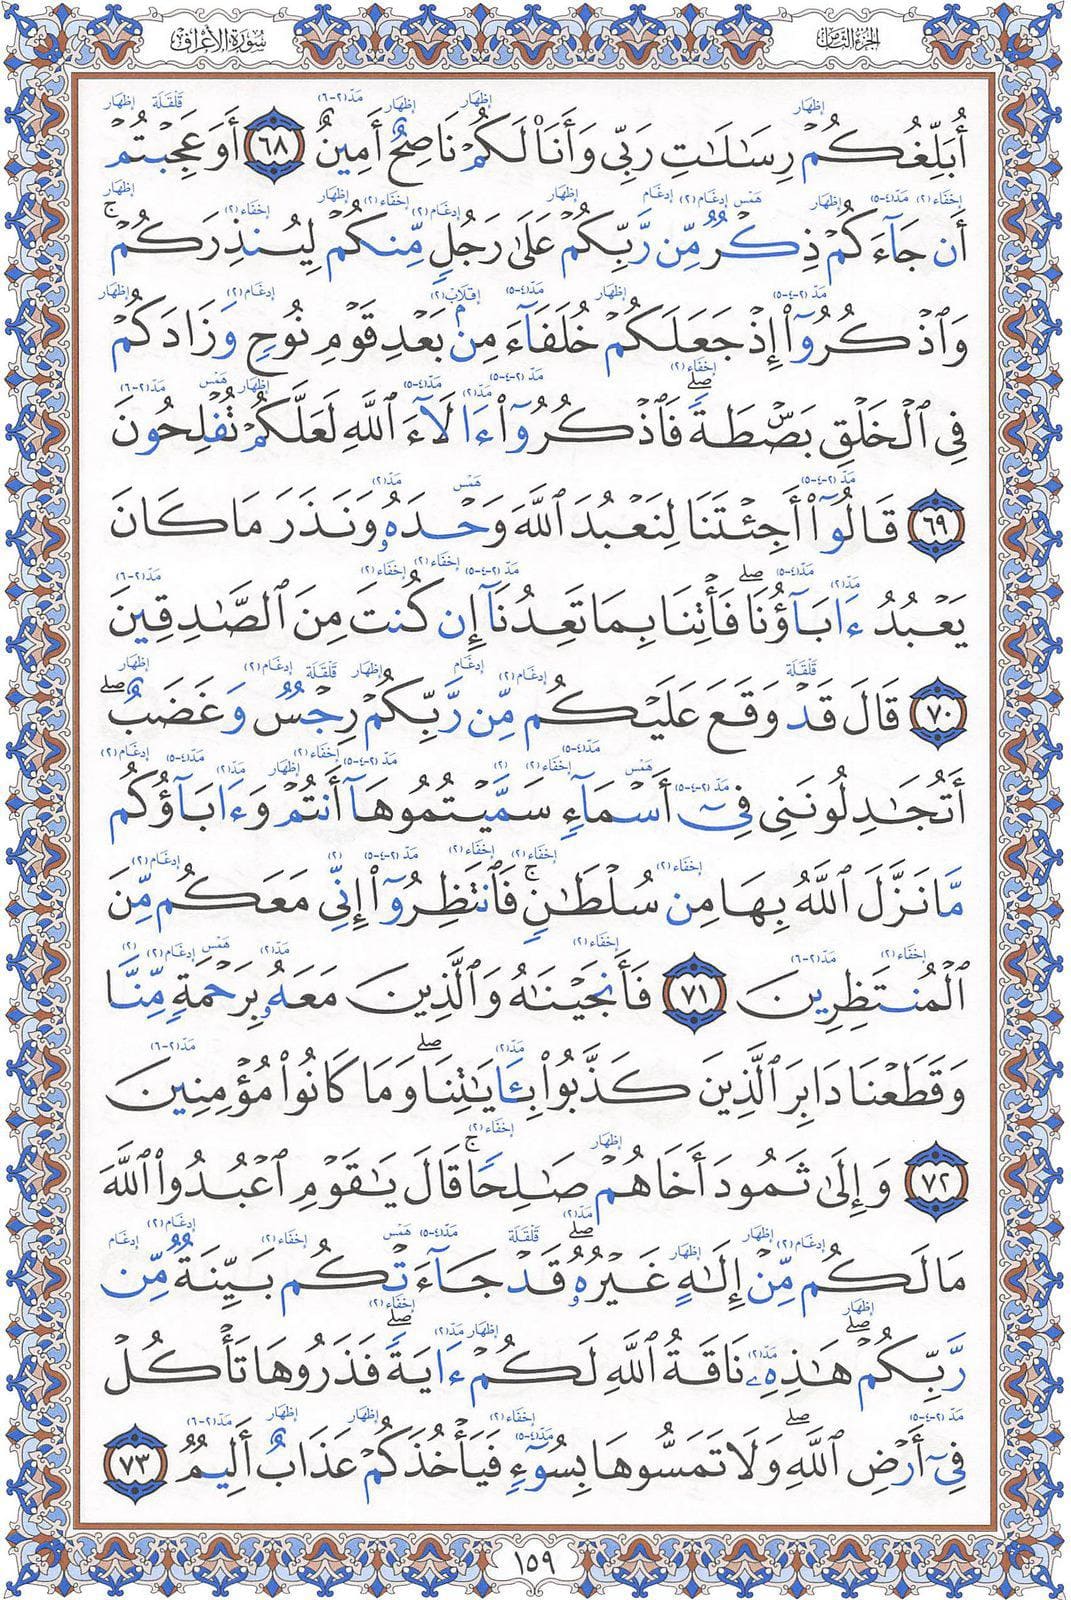 الجزء الثامن
سورة الأعراف
أُبَلِّغُكُمْ رِسَٰلَٰتِ رَبِّى وَأَنَا۠ لَكُمْ نَاصِحٌ أَمِينٌ ٦٨ أَوَعَجِبْتُمْ
أَن جَآءَكُمْ ذِكْرٌ مِّن رَّبِّكُمْ عَلَىٰ رَجُلٍ مِّنكُمْ لِيُنذِرَكُمْ ۚ
وَٱذْكُرُوٓا۟ إِذْ جَعَلَكُمْ خُلَفَآءَ مِنۢ بَعْدِ قَوْمِ نُوحٍ وَزَادَكُمْ
فِى ٱلْخَلْقِ بَصْۜطَةً ۖ فَٱذْكُرُوٓا۟ ءَالَآءَ ٱللَّهِ لَعَلَّكُمْ تُفْلِحُونَ
٦٩ قَالُوٓا۟ أَجِئْتَنَا لِنَعْبُدَ ٱللَّهَ وَحْدَهُۥ وَنَذَرَ مَا كَانَ
يَعْبُدُ ءَابَآؤُنَا ۖ فَأْتِنَا بِمَا تَعِدُنَآ إِن كُنتَ مِنَ ٱلصَّٰدِقِينَ
٧٠ قَالَ قَدْ وَقَعَ عَلَيْكُم مِّن رَّبِّكُمْ رِجْسٌ وَغَضَبٌ ۖ
أَتُجَٰدِلُونَنِى فِىٓ أَسْمَآءٍ سَمَّيْتُمُوهَآ أَنتُمْ وَءَابَآؤُكُم
مَّا نَزَّلَ ٱللَّهُ بِهَا مِن سُلْطَٰنٍ ۚ فَٱنتَظِرُوٓا۟ إِنِّى مَعَكُم مِّنَ
ٱلْمُنتَظِرِينَ ٧١ فَأَنجَيْنَٰهُ وَٱلَّذِينَ مَعَهُۥ بِرَحْمَةٍ مِّنَّا
وَقَطَعْنَا دَابِرَ ٱلَّذِينَ كَذَّبُوا۟ بِـَٔايَٰتِنَا ۖ وَمَا كَانُوا۟ مُؤْمِنِينَ
٧٢ وَإِلَىٰ ثَمُودَ أَخَاهُمْ صَٰلِحًا ۚ قَالَ يَٰقَوْمِ ٱعْبُدُوا۟ ٱللَّهَ
مَا لَكُم مِّنْ إِلَٰهٍ غَيْرُهُۥ ۖ قَدْ جَآءَتْكُم بَيِّنَةٌ مِّن
رَّبِّكُمْ ۖ هَٰذِهِۦ نَاقَةُ ٱللَّهِ لَكُمْ ءَايَةً ۖ فَذَرُوهَا تَأْكُلْ
فِىٓ أَرْضِ ٱللَّهِ ۖ وَلَا تَمَسُّوهَا بِسُوٓءٍ فَيَأْخُذَكُمْ عَذَابٌ أَلِيمٌ ٧٣
١٥٩